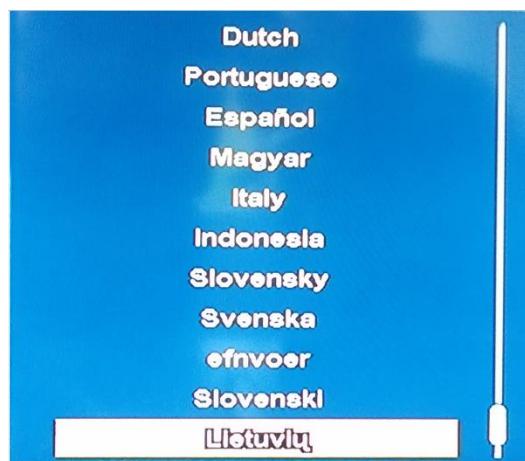 Dutch
Portuguese
Español
Magyar
Italy
Indonesia
Slovensky
Svenska
efnvoer
Slovenski
Lietuvių